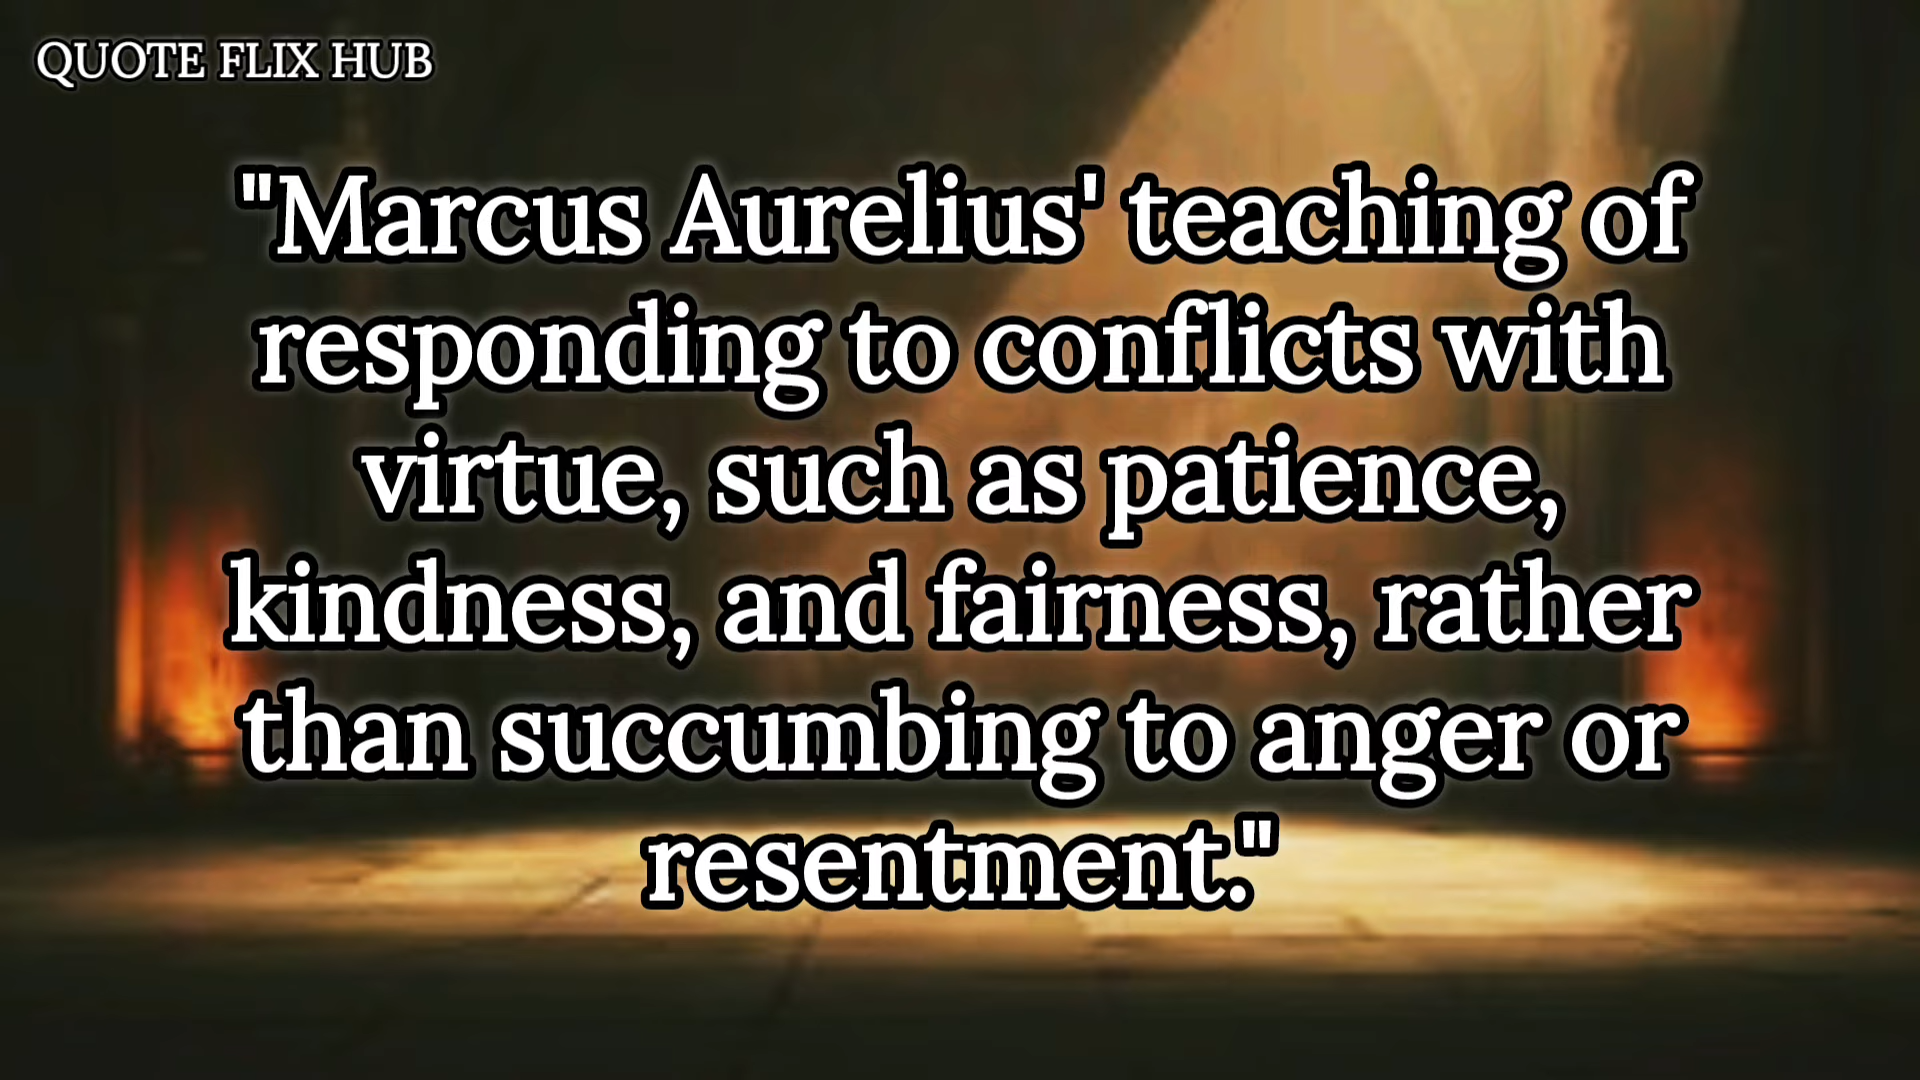 QUOTE FLIX HUB
"Marcus Aurelius' teaching of
responding to conflicts with
virtue, such as patience,
kindness, and fairness, rather
than succumbing to anger or
resentment."